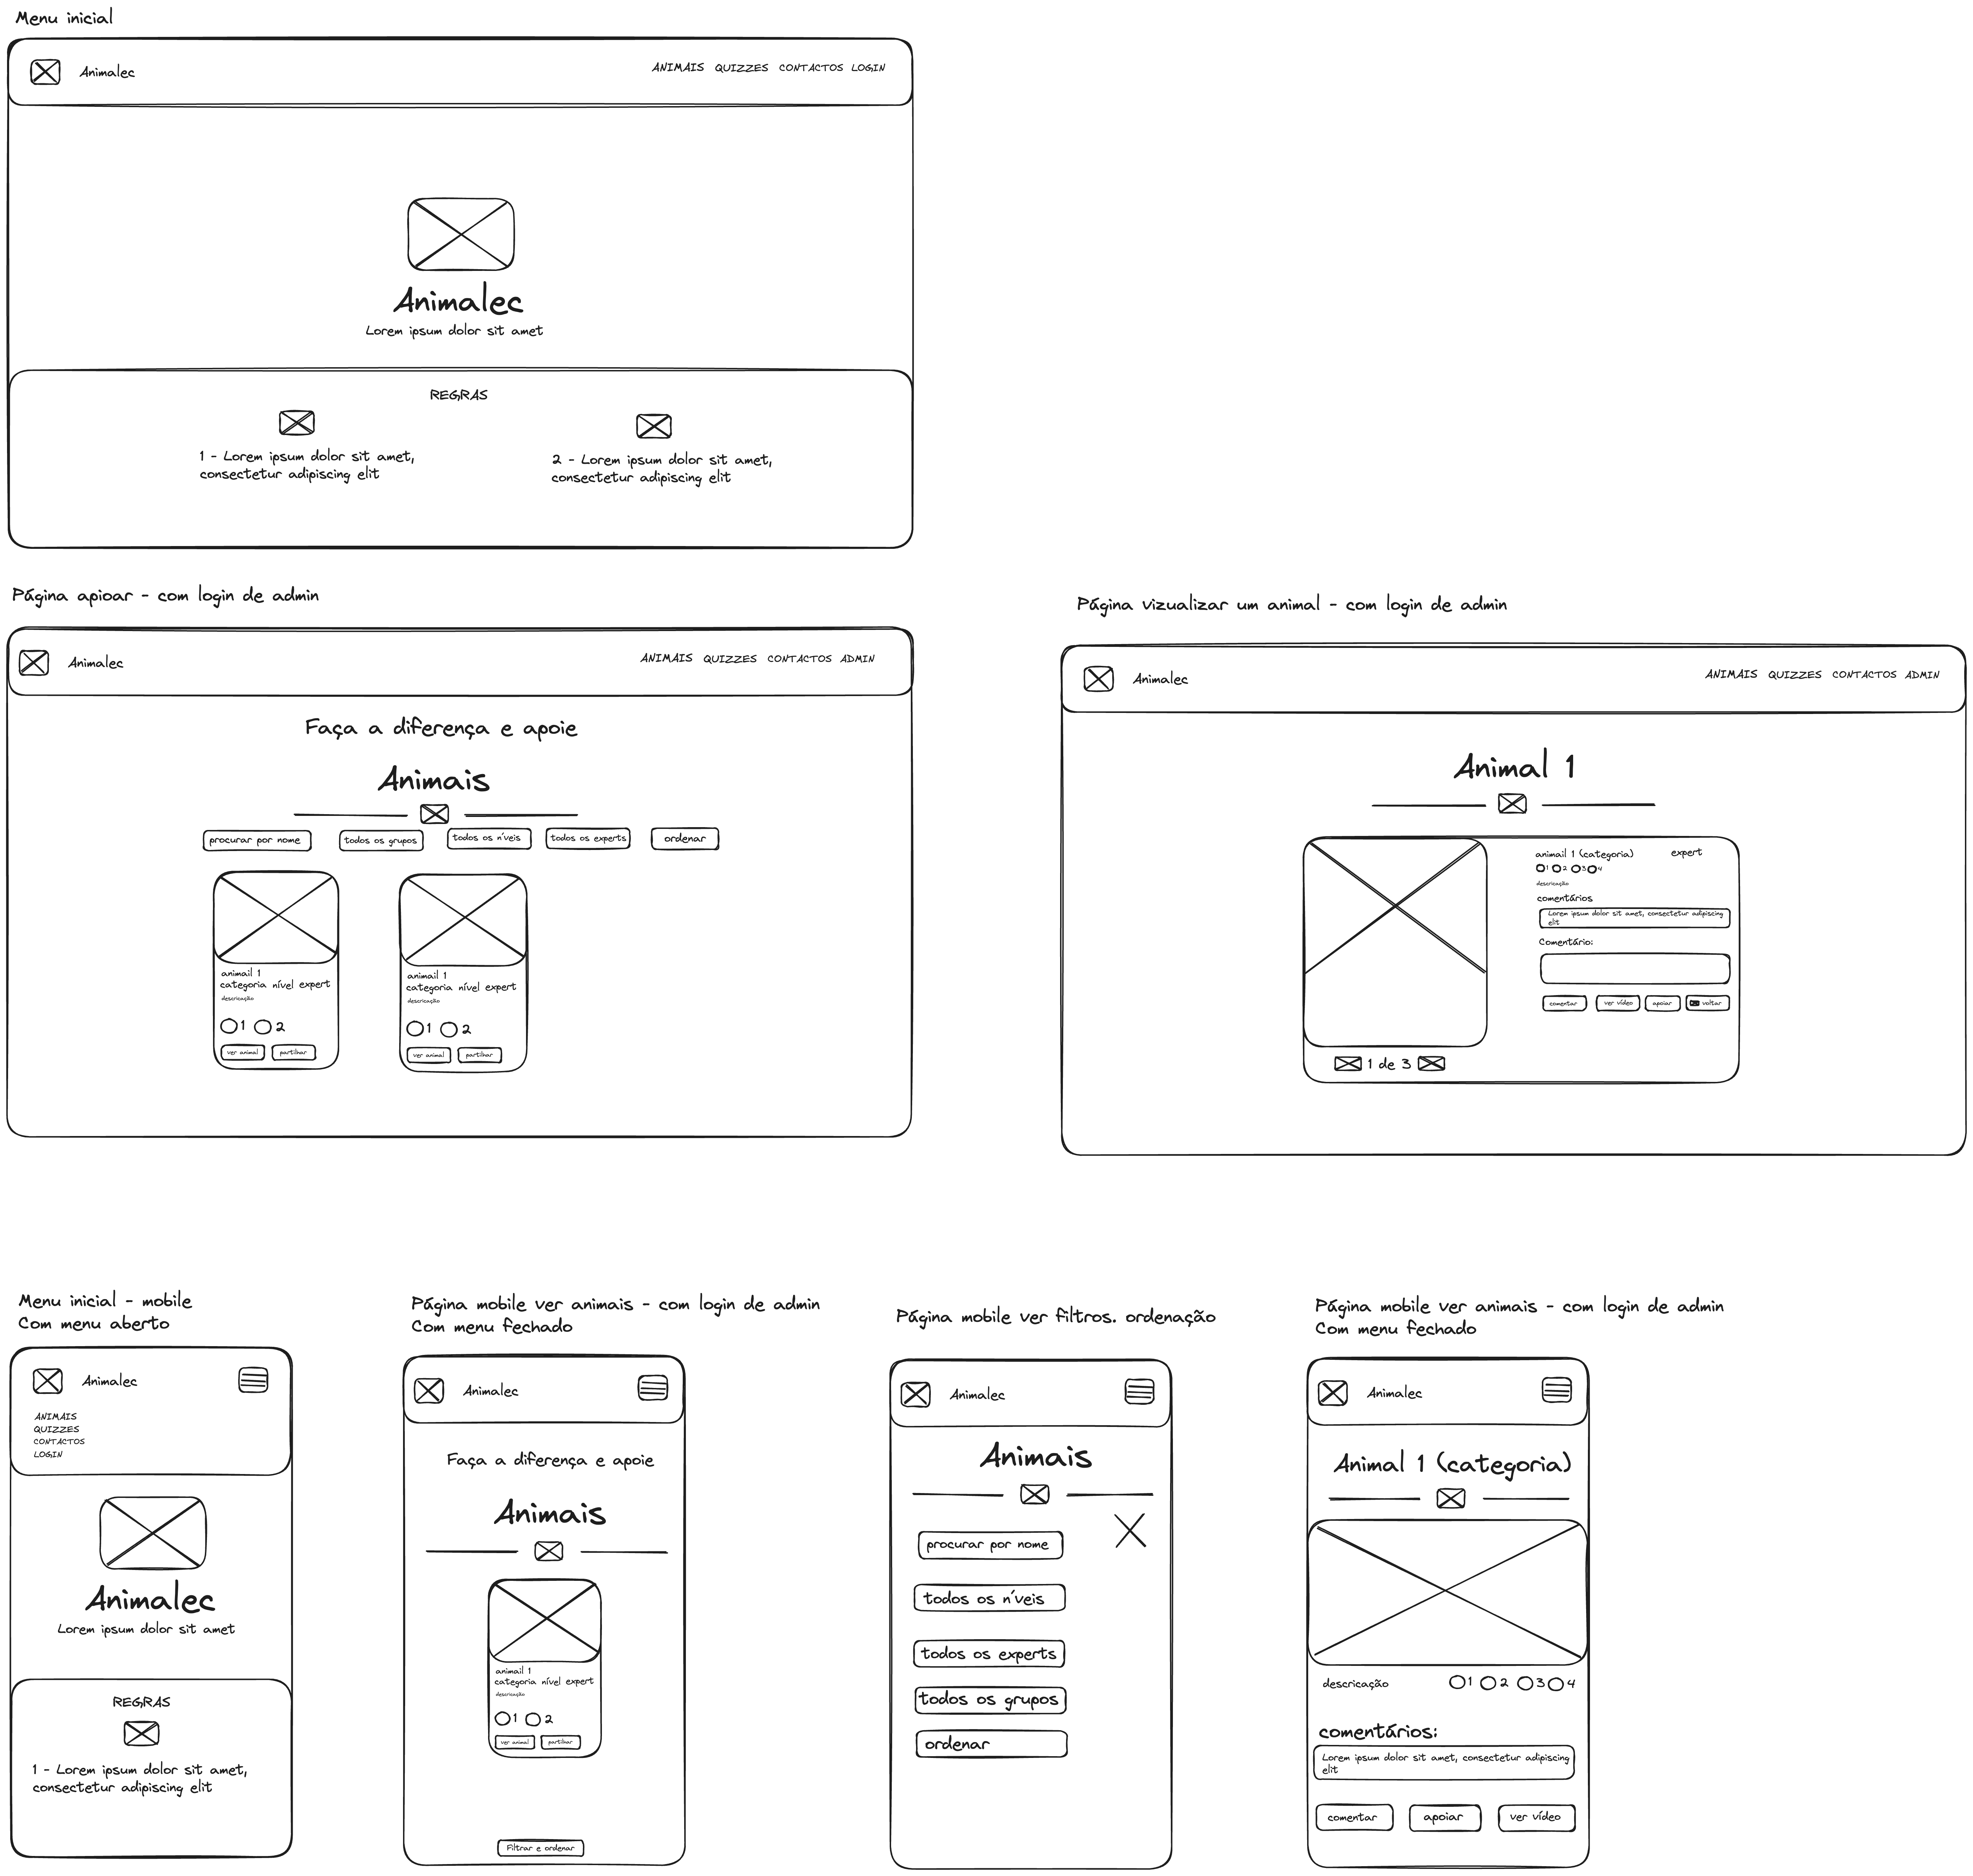 Menu inicial
Animalec
ANIMAIS QUIZZES CONTACTOS LOGIN
Animalec
Lorem ipsum dolor sit amet
REGRAS
1 - Lorem ipsum dolor sit amet,
consectetur adipiscing elit
2 - Lorem ipsum dolor sit amet,
consectetur adipiscing elit
Página apioar - com login de admin
Animalec
ANIMAIS QUIZZES CONTACTOS ADMIN
Faça a diferença e apoie
Animais
procurar por nome
todos os grupos
todos os n´veis
todos os experts
ordenar
animail 1
categoria nível expert
descricação
1 2
ver animal
partilhar
animail 1
categoria nível expert
descricação
1 2
ver animal
partilhar
Página vizualizar um animal - com login de admin
Animalec
ANIMAIS QUIZZES CONTACTOS ADMIN
Animal 1
animail 1 (categoria)
expert
1 2 3 4
descricação
comentários
Lorem ipsum dolor sit amet, consectetur adipiscing
elit
Comentário:
comentar
ver vídeo
apoiar
voltar
1 de 3
Menu inicial - mobile
Com menu aberto
Animalec
ANIMAIS
QUIZZES
CONTACTOS
LOGIN
Animalec
Lorem ipsum dolor sit amet
REGRAS
1 - Lorem ipsum dolor sit amet,
consectetur adipiscing elit
Página mobile ver animais - com login de admin
Com menu fechado
Animalec
Faça a diferença e apoie
Animais
animail 1
categoria nível expert
descricação
1 2
ver animal
partilhar
Filtrar e ordenar
Página mobile ver filtros. ordenação
Animalec
Animais
procurar por nome
todos os n´veis
todos os experts
todos os grupos
ordenar
Página mobile ver animais - com login de admin
Com menu fechado
Animalec
Animal 1 (categoria)
descricação
1 2 3 4
comentários:
Lorem ipsum dolor sit amet, consectetur adipiscing
elit
comentar
apoiar
ver vídeo